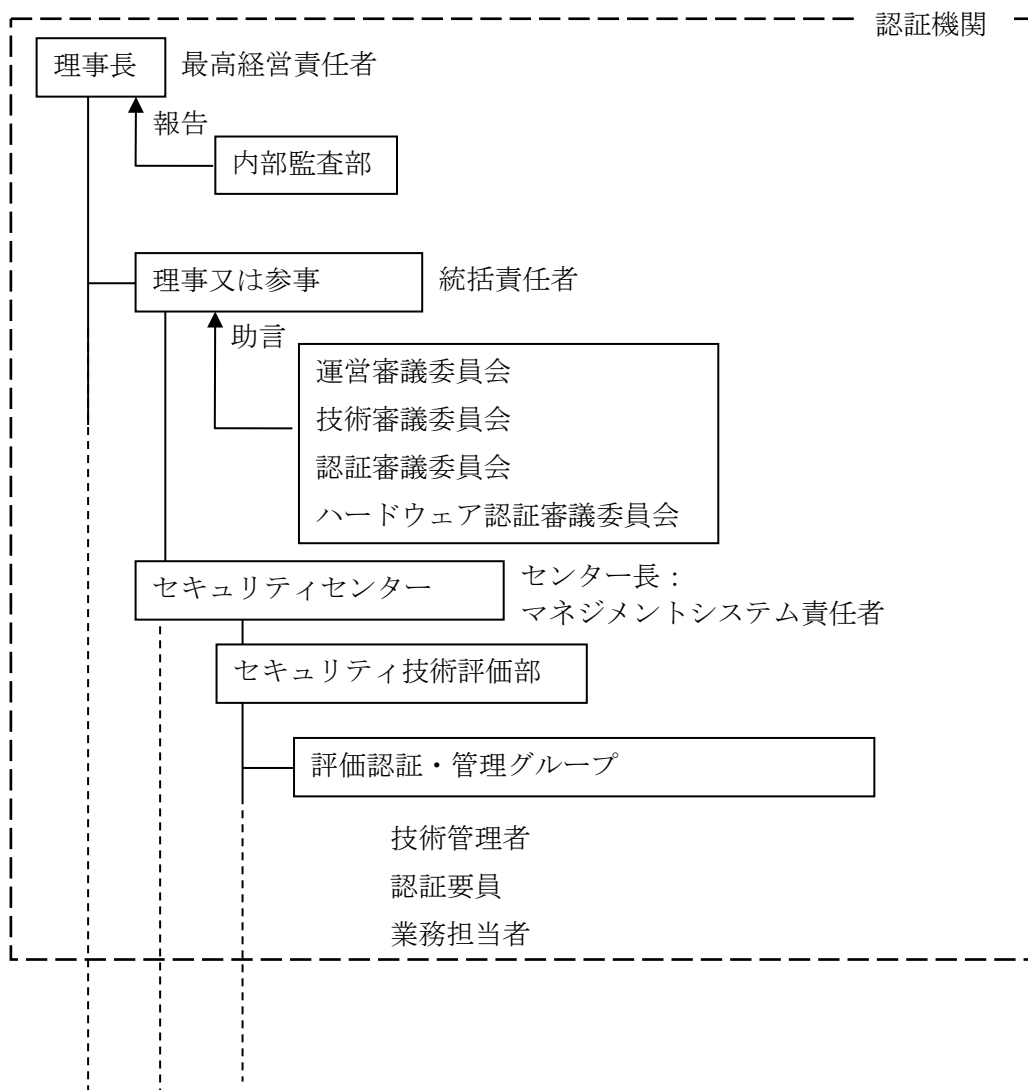 認証機関
理事長
最高経営責任者
報告
内部監査部
理事又は参事
統括責任者
助言
運営審議委員会
技術審議委員会
認証審議委員会
ハードウェア認証審議委員会
セキュリティセンター
センター長：
マネジメントシステム責任者
セキュリティ技術評価部
評価認証・管理グループ
技術管理者
認証要員
業務担当者